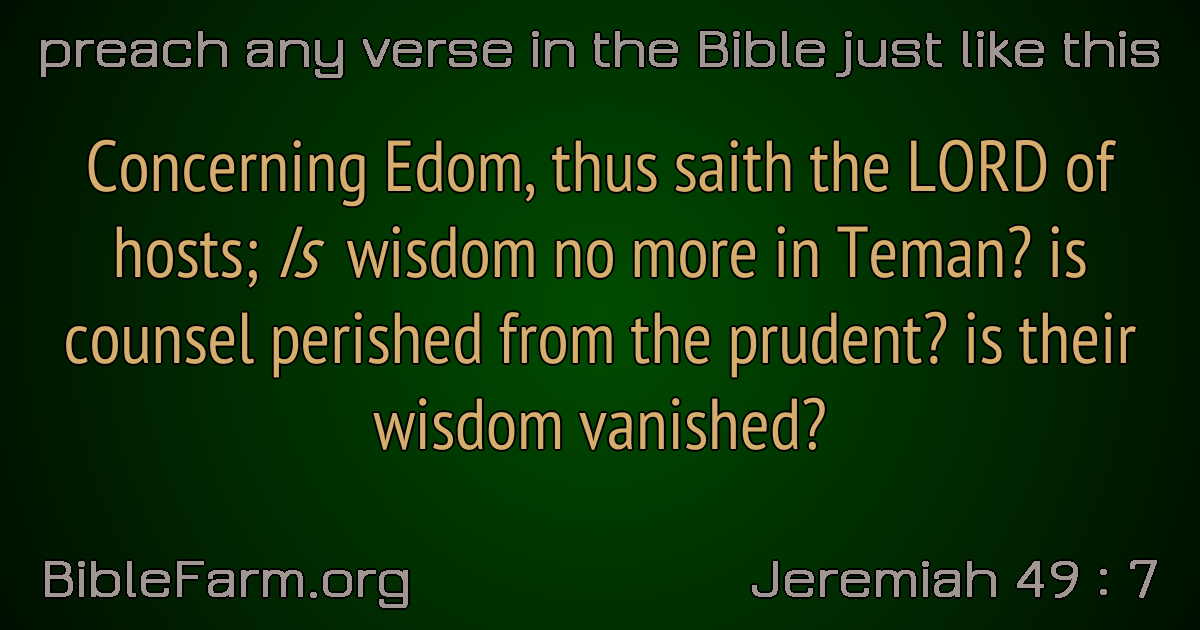 preach any verse in the Bible just like this
Concerning Edom, thus saith the LORD of
hosts; Is wisdom no more in Teman? is
counsel perished from the prudent? is their
wisdom vanished?
BibleFarm.org
Jeremiah 49 : 7